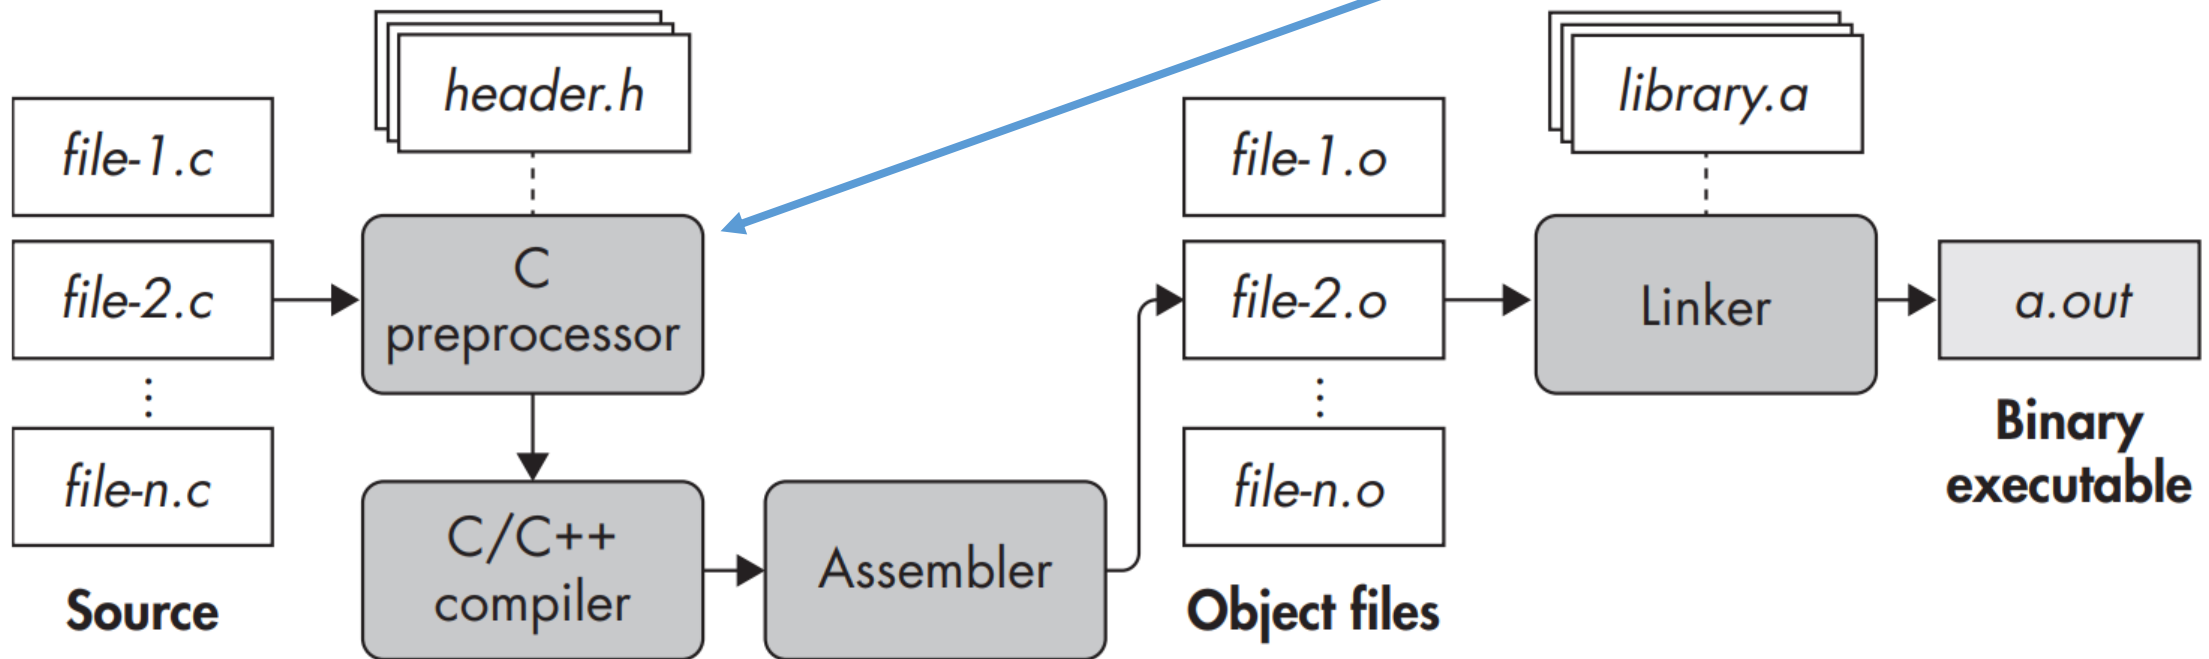 file-1.c
file-2.c
⋮
file-n.c
Source
header.h
C
preprocessor
C/C++
compiler
Assembler
file-1.o
file-2.o
⋮
file-n.o
Object files
library.a
Linker
a.out
Binary
executable